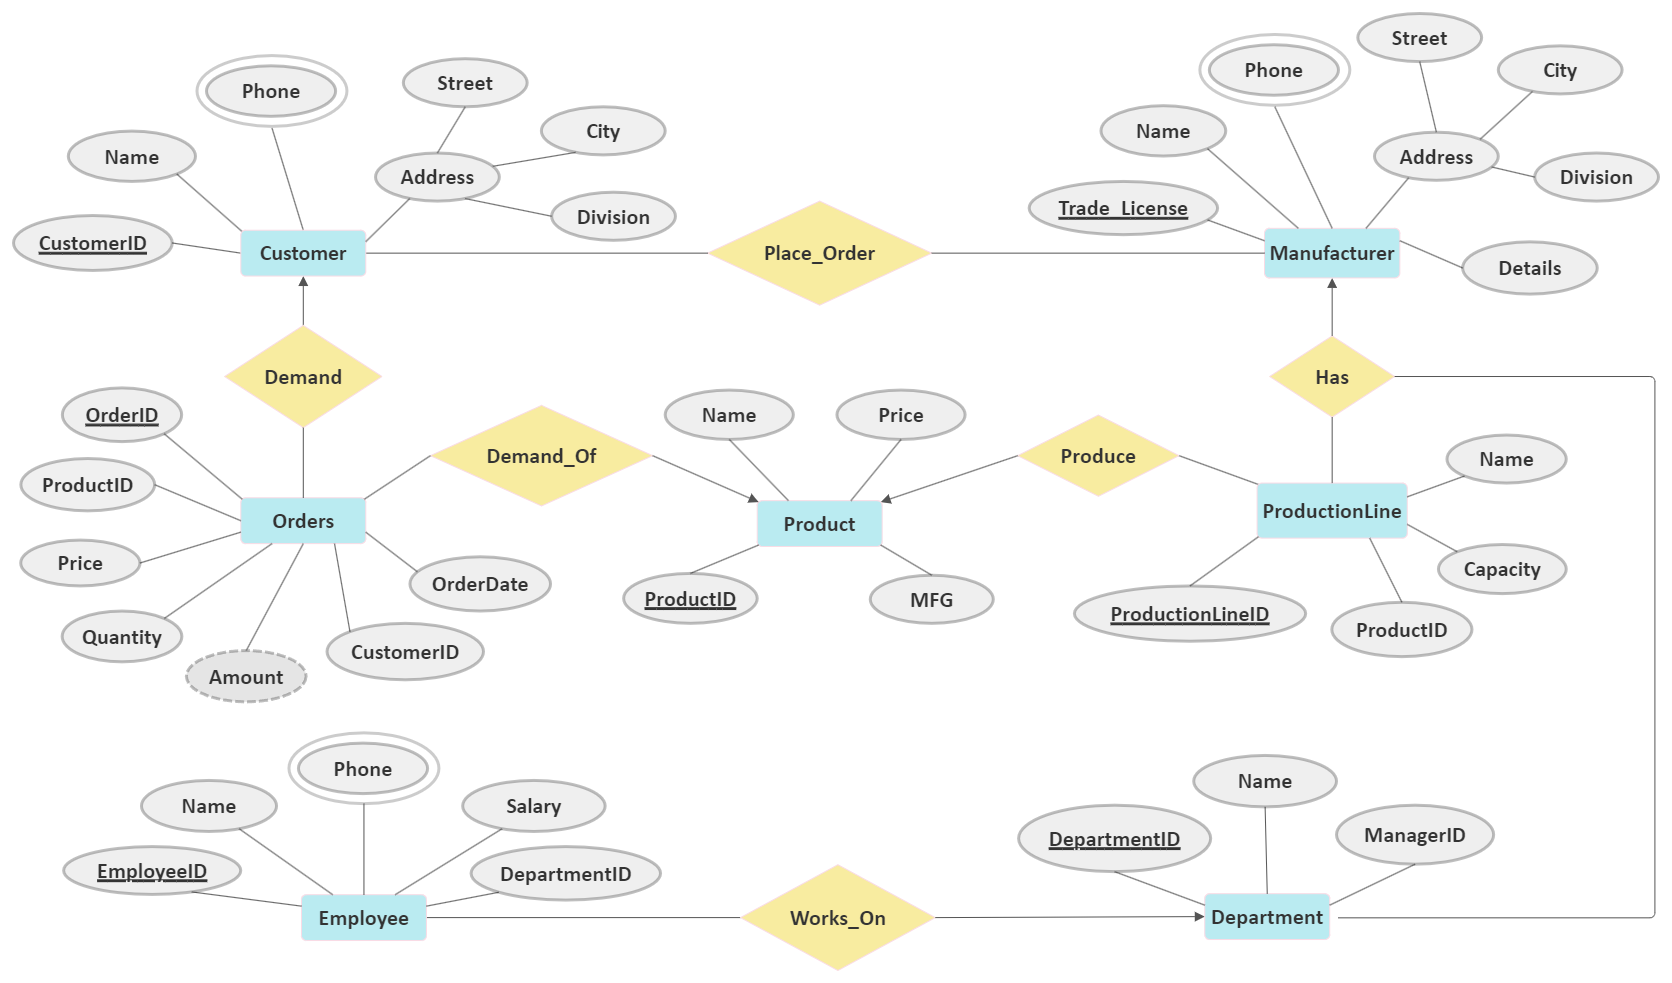 Street
Phone
Phone
Street
City
City
Name
Name
Address
Address
Division
Division
CustomerID
Trade_License
Customer
Place_Order
Manufacturer
Details
Demand
Has
OrderID
Name
Price
ProductID
Demand_Of
Produce
Name
Orders
Product
ProductionLine
Price
OrderDate
ProductID
MFG
Capacity
Quantity
CustomerID
ProductionLineID
ProductID
Amount
Phone
Name
Name
Salary
DepartmentID
ManagerID
EmployeeID
DepartmentID
Employee
Works_On
Department